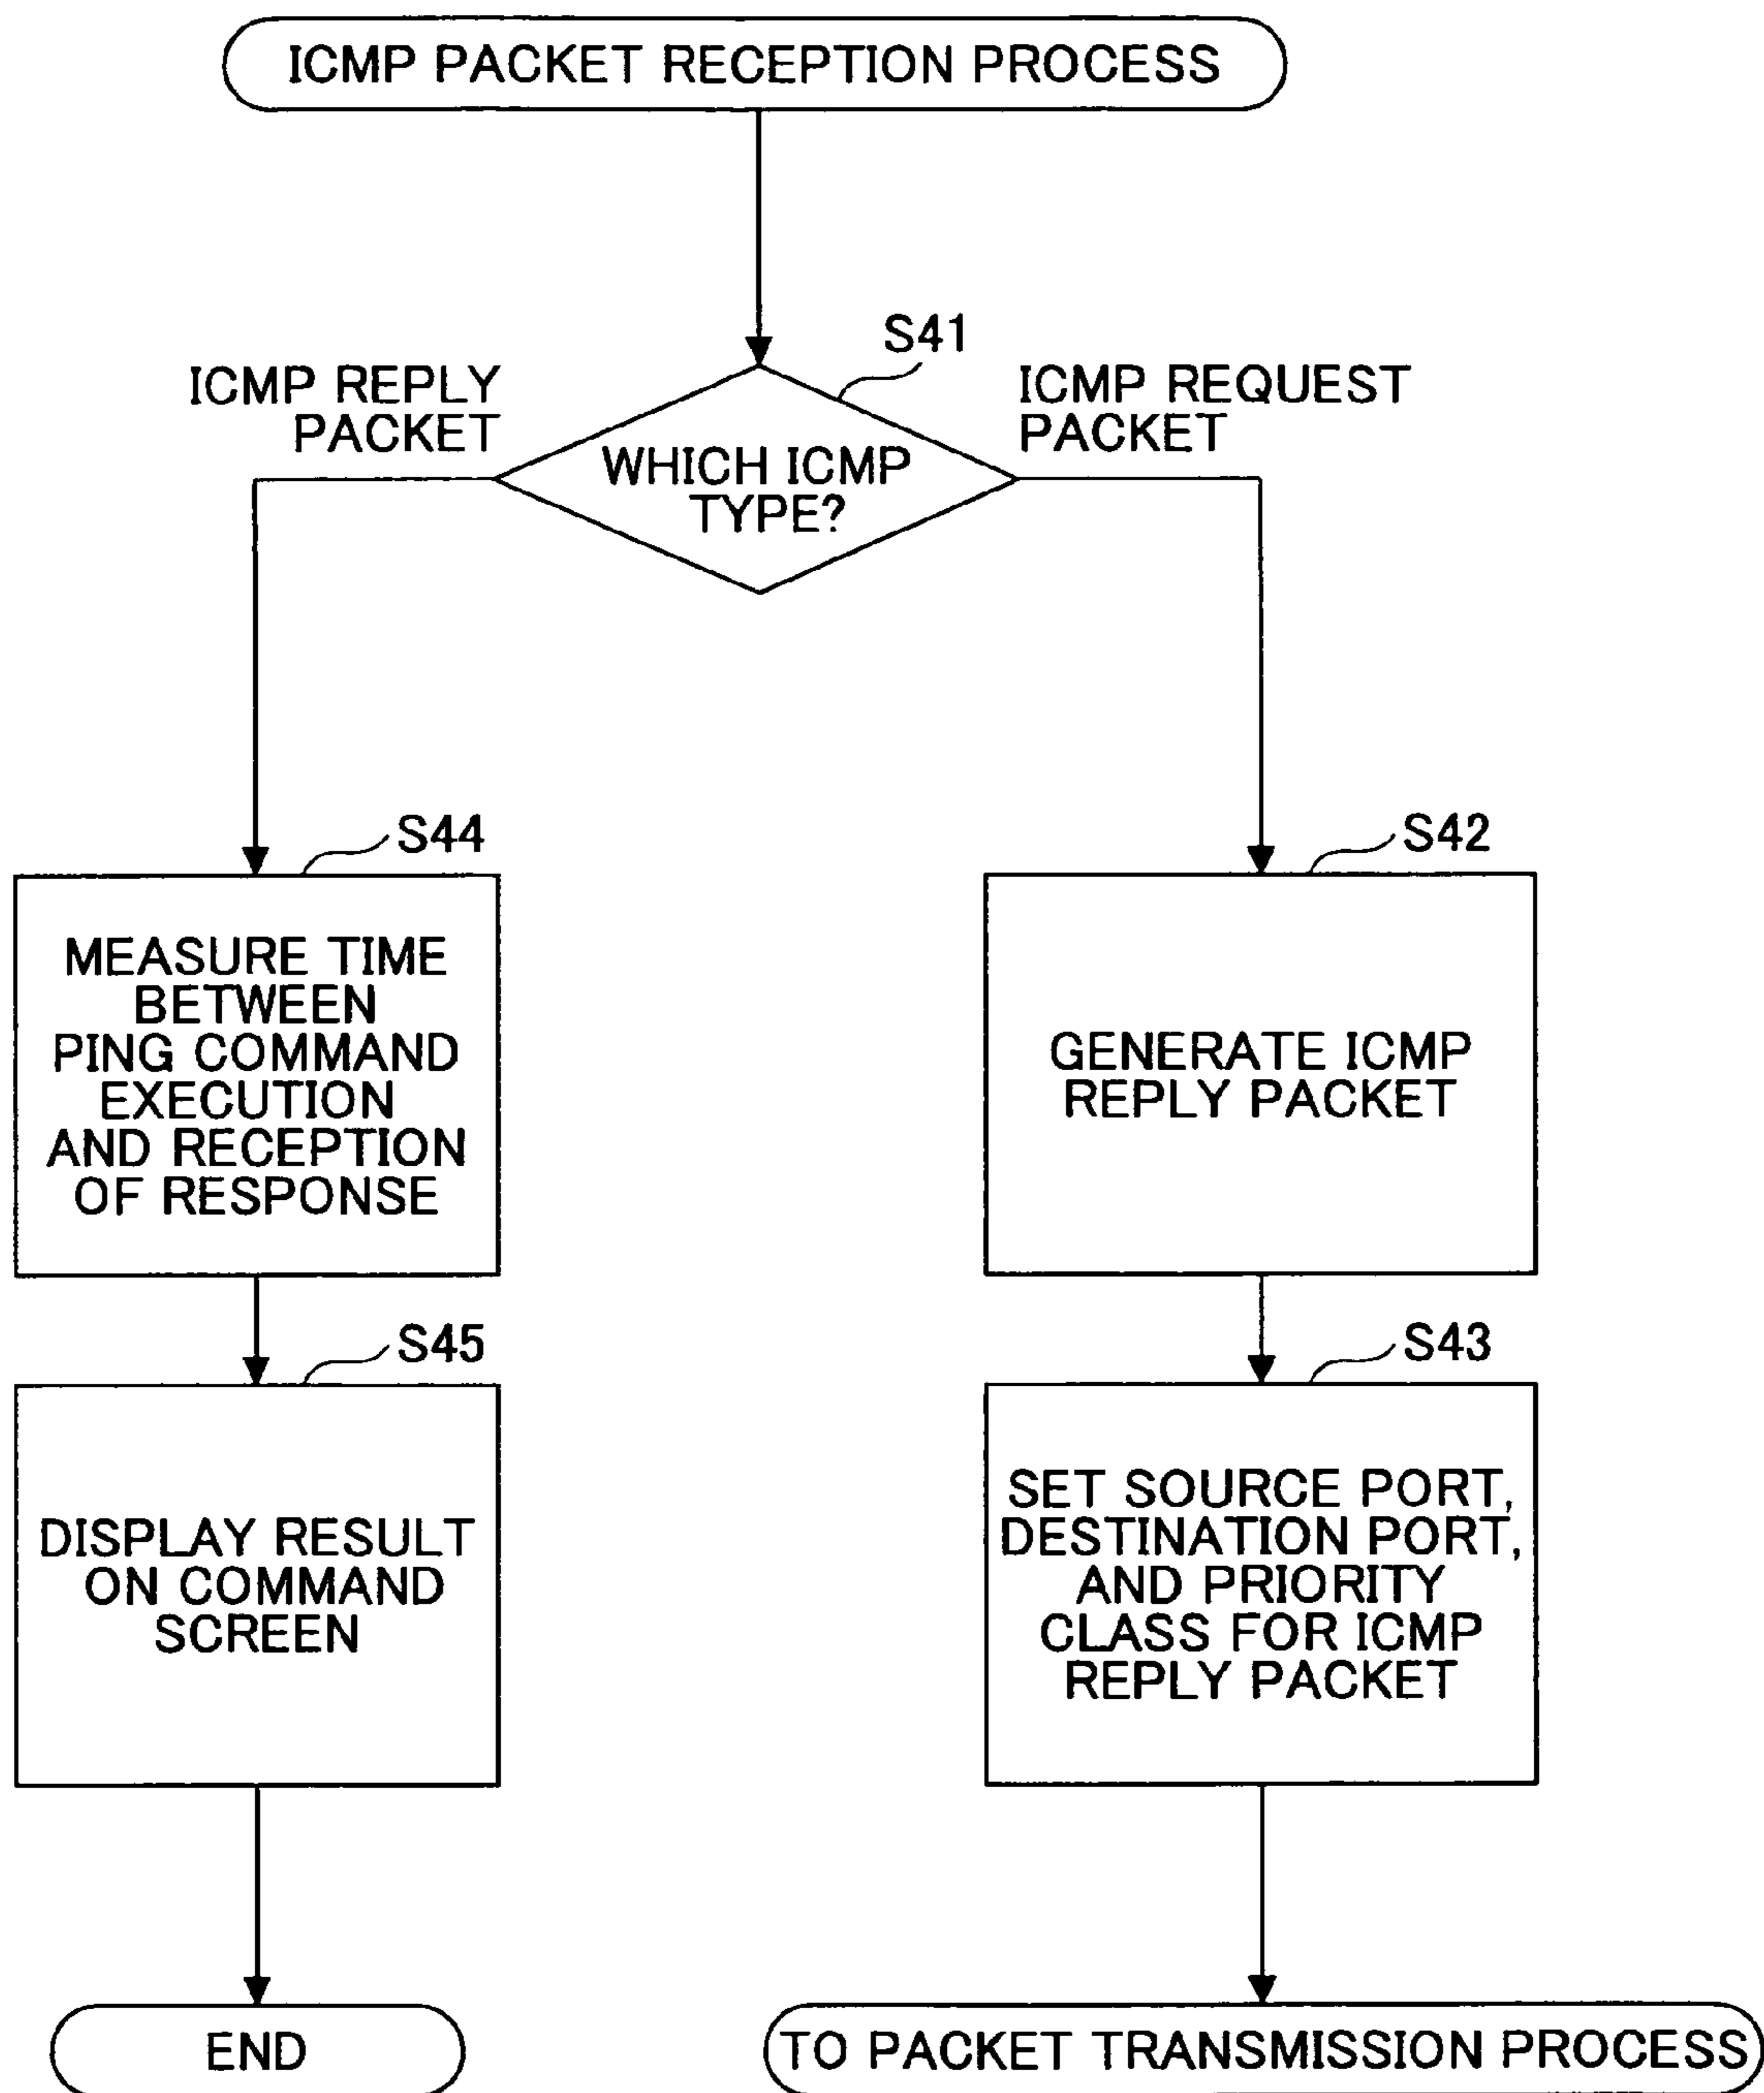 ICMP PACKET RECEPTION PROCESS
S41
ICMP REPLY
PACKET
ICMP REQUEST
PACKET
WHICH ICMP
TYPE?
S44
MEASURE TIME
BETWEEN
PING COMMAND
EXECUTION
AND RECEPTION
OF RESPONSE
S42
GENERATE ICMP
REPLY PACKET
S45
DISPLAY RESULT
ON COMMAND
SCREEN
S43
SET SOURCE PORT,
DESTINATION PORT,
AND PRIORITY
CLASS FOR ICMP
REPLY PACKET
END
TO PACKET TRANSMISSION PROCESS